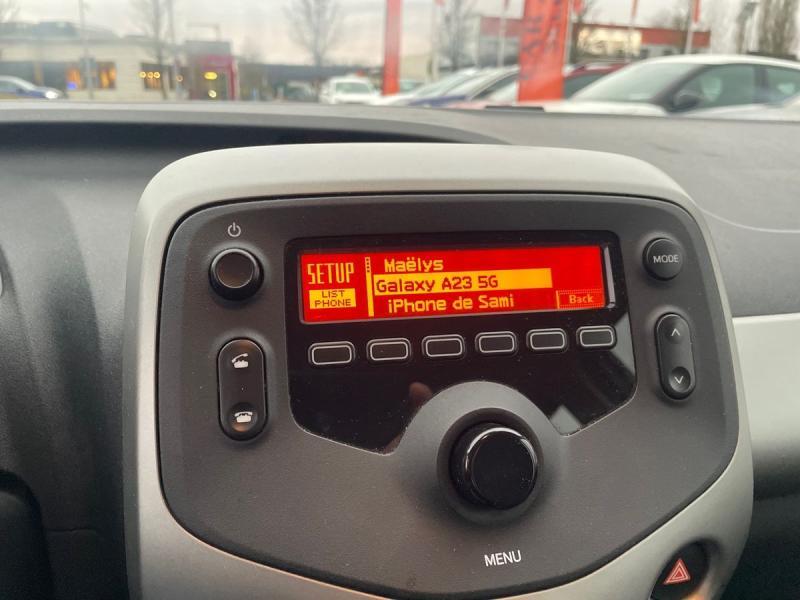 SETUP
LIST
PHONE
Maëlys
Galaxy A23 5G
iPhone de Sami
Back
MODE
MENU